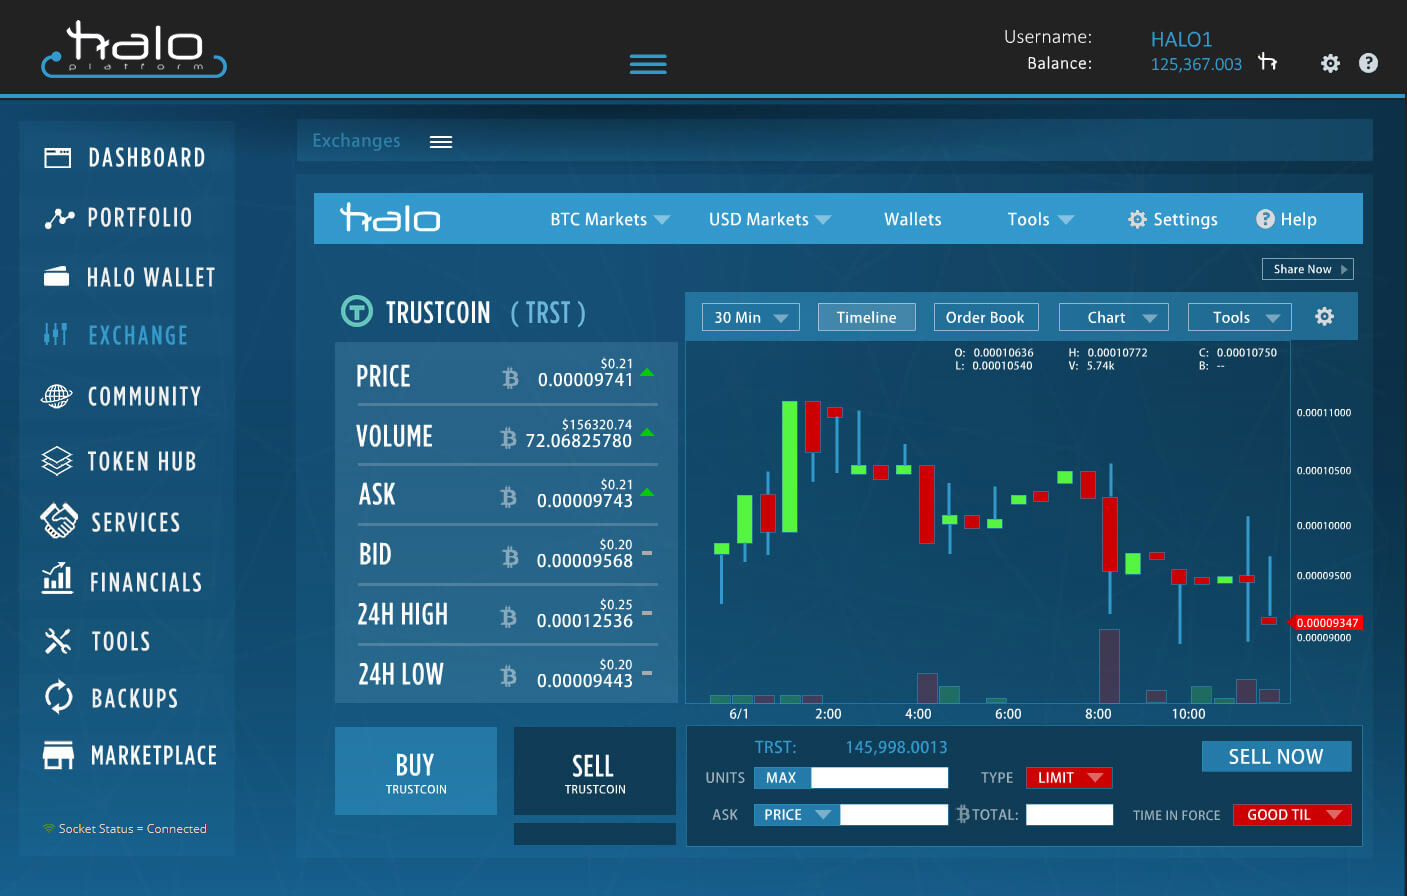 halo
platform
Username: HALO1
Balance: 125,367.003
DASHBOARD
PORTFOLIO
HALO WALLET
EXCHANGE
COMMUNITY
TOKEN HUB
SERVICES
FINANCIALS
TOOLS
BACKUPS
MARKETPLACE
Socket Status = Connected
Exchanges
halo
BTC Markets
USD Markets
Wallets
Tools
Settings
? Help
Share Now
TRUSTCOIN ( TRST )
PRICE
$0.21
0.00009741
VOLUME
$156320.74
72.06825780
ASK
$0.21
0.00009743
BID
$0.20
0.00009568
24H HIGH
$0.25
0.00012536
24H LOW
$0.20
0.00009443
BUY
TRUSTCOIN
SELL
TRUSTCOIN
30 Min
Timeline
Order Book
Chart
Tools
O: 0.00010636 H: 0.00010772 C: 0.00010750
L: 0.00010540 V: 5.74k B: --
0.00011000
0.00010500
0.00010000
0.00009500
0.00009347
0.00009000
6/1 2:00 4:00 6:00 8:00 10:00
TRST: 145,998.0013
SELL NOW
UNITS MAX TYPE LIMIT
ASK PRICE TOTAL: TIME IN FORCE GOOD TIL